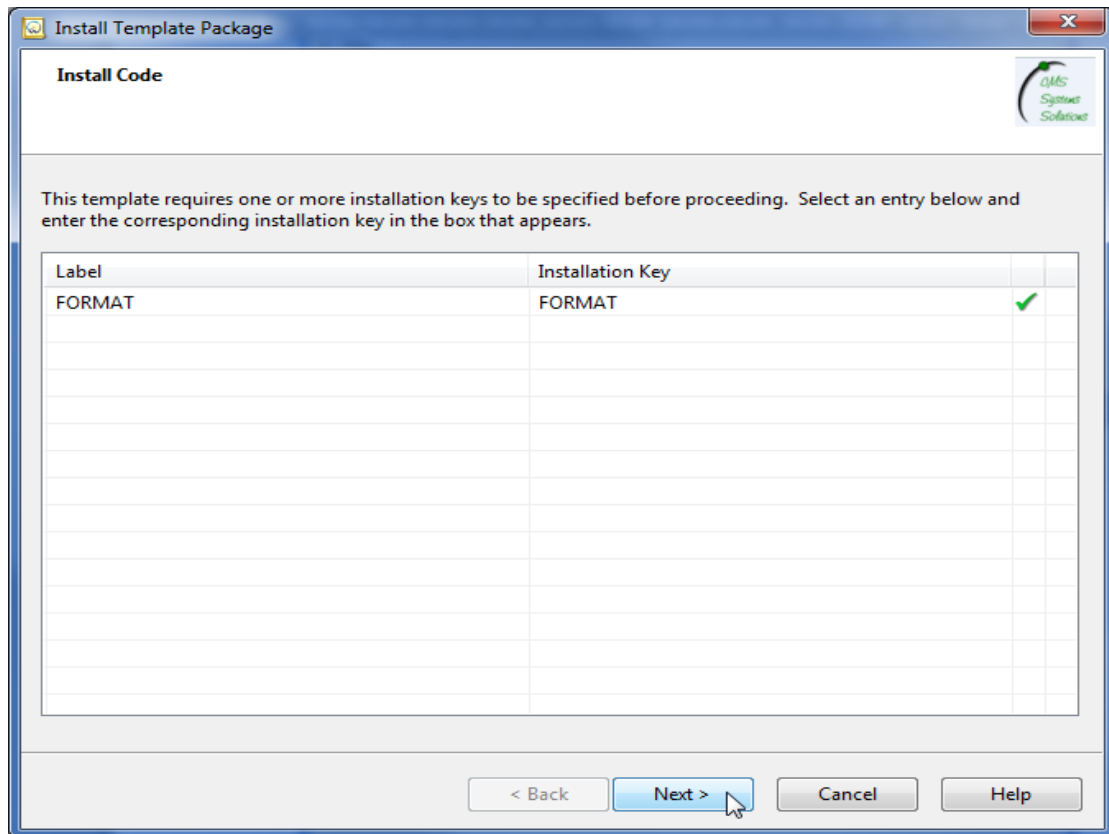 Install Template Package
Install Code
QMS
Systems
Solutions
This template requires one or more installation keys to be specified before proceeding.  Select an entry below and
enter the corresponding installation key in the box that appears.
Label Installation Key
FORMAT FORMAT
< Back Next > Cancel Help